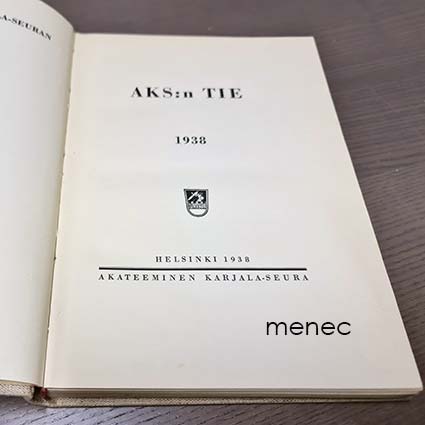 A-SEURAN
AKS:n TIE
1938
HELSINKI 1938
AKATEEMINEN KARJALA-SEURA
menec